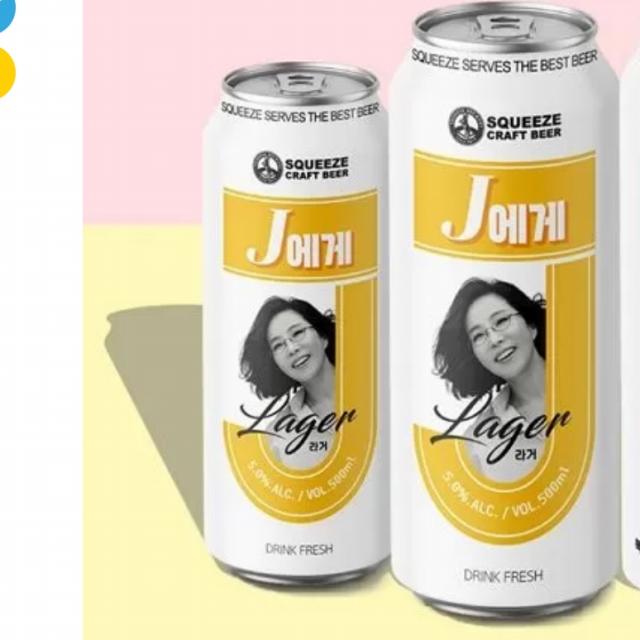 SQUEEZE SERVES THE BEST BEER
SQUEEZE
CRAFT BEER
J에게
Lager
라거
5.0% ALC. / VOL.500ml
DRINK FRESH
SQUEEZE SERVES THE BEST BEER
SQUEEZE
CRAFT BEER
J에게
Lager
라거
5.0% ALC. / VOL.500ml
DRINK FRESH